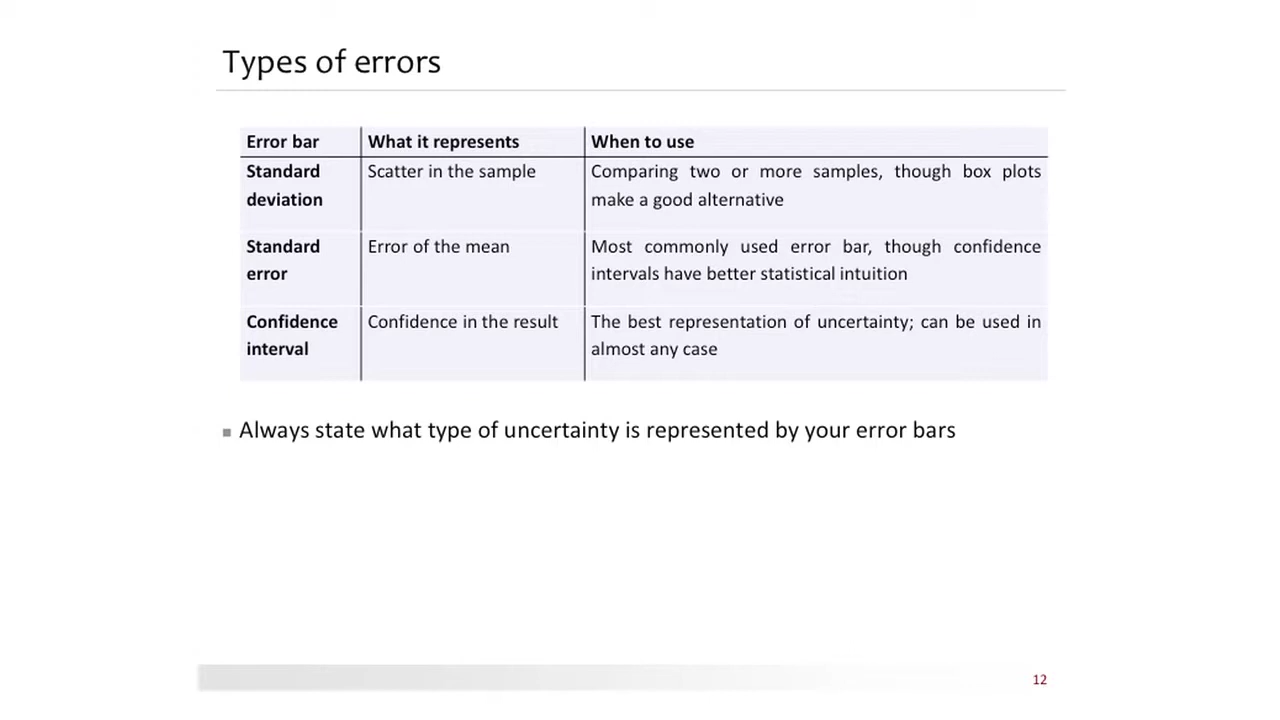 Types of errors
Error bar What it represents When to use
Standard deviation Scatter in the sample Comparing two or more samples, though box plots make a good alternative
Standard error Error of the mean Most commonly used error bar, though confidence intervals have better statistical intuition
Confidence interval Confidence in the result The best representation of uncertainty; can be used in almost any case
Always state what type of uncertainty is represented by your error bars
12